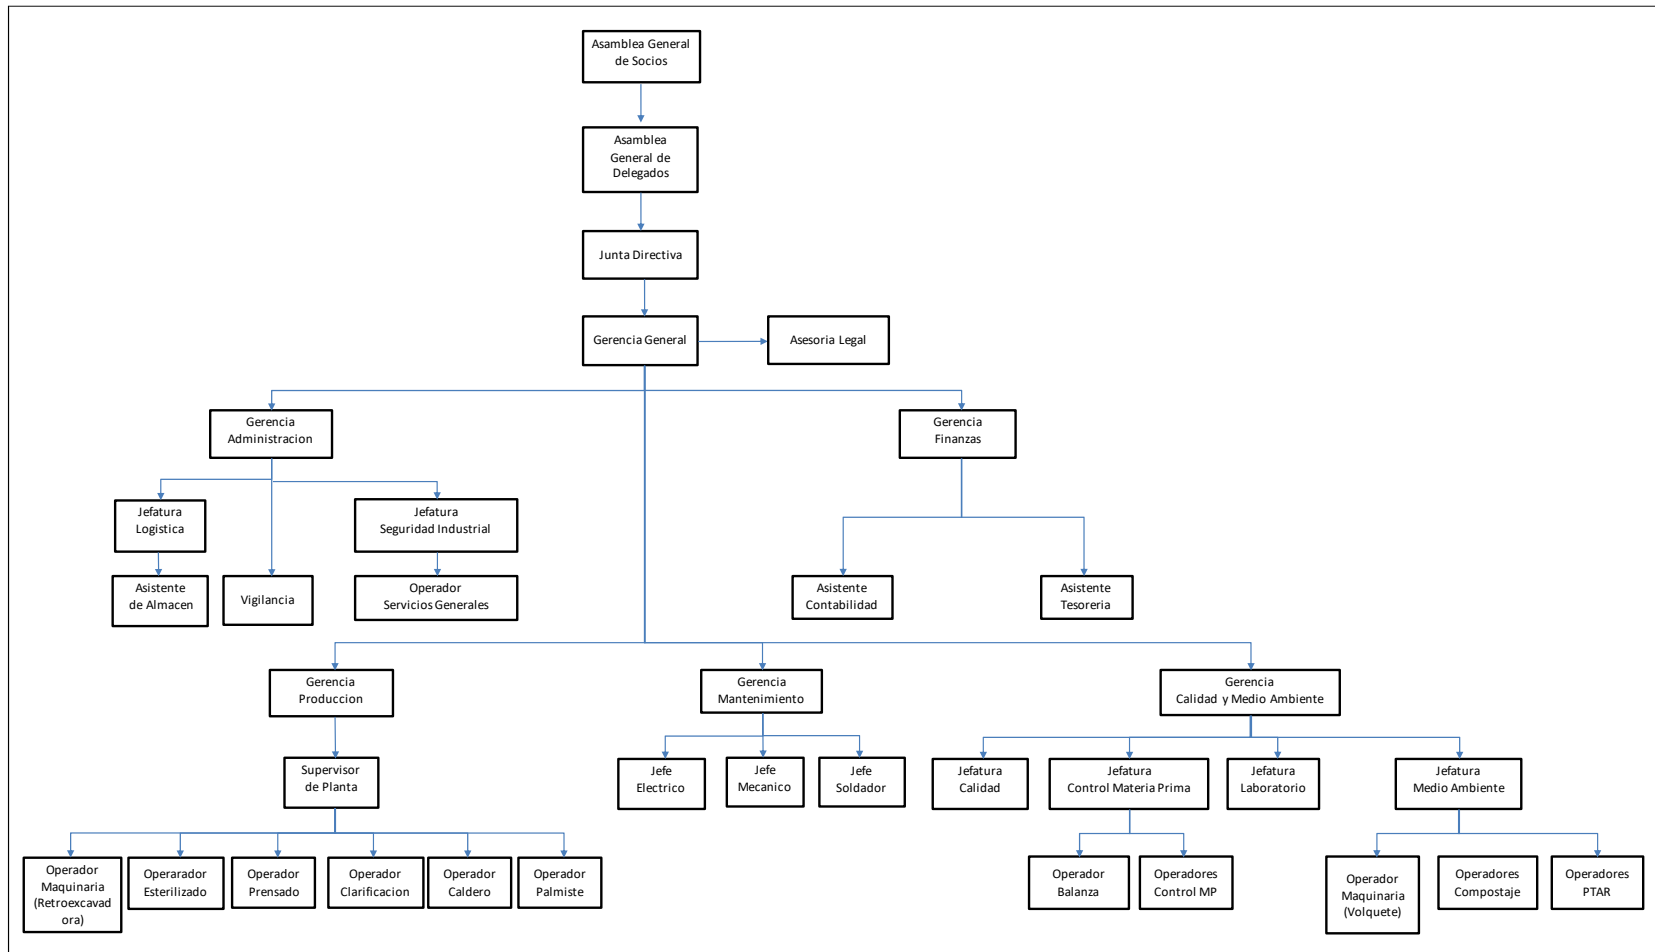 Asamblea General
de Socios
Asamblea
General de
Delegados
Junta Directiva
Gerencia General
Asesoria Legal
Gerencia
Administracion
Gerencia
Finanzas
Jefatura
Logistica
Jefatura
Seguridad Industrial
Asistente
de Almacen
Vigilancia
Operador
Servicios Generales
Asistente
Contabilidad
Asistente
Tesoreria
Gerencia
Produccion
Gerencia
Mantenimiento
Gerencia
Calidad y Medio Ambiente
Supervisor
de Planta
Jefe
Electrico
Jefe
Mecanico
Jefe
Soldador
Jefatura
Calidad
Jefatura
Control Materia Prima
Jefatura
Laboratorio
Jefatura
Medio Ambiente
Operador
Maquinaria
(Retroexcavad
ora)
Operarador
Esterilizado
Operador
Prensado
Operador
Clarificacion
Operador
Caldero
Operador
Palmiste
Operador
Balanza
Operadores
Control MP
Operador
Maquinaria
(Volquete)
Operadores
Compostaje
Operadores
PTAR